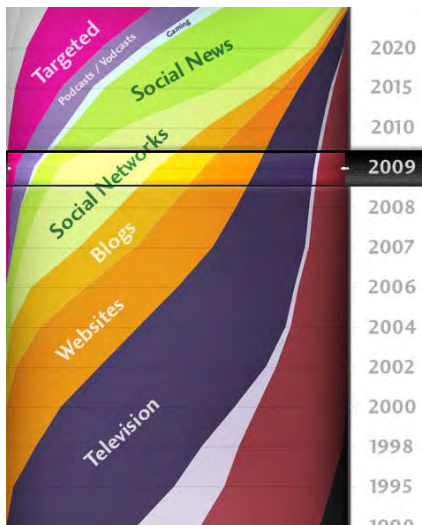 Targeted
Podcasts / Vodcasts
Gaming
Social News
Social Networks
Blogs
Websites
Television
2020
2015
2010
2009
2008
2007
2006
2004
2002
2000
1998
1995
1990